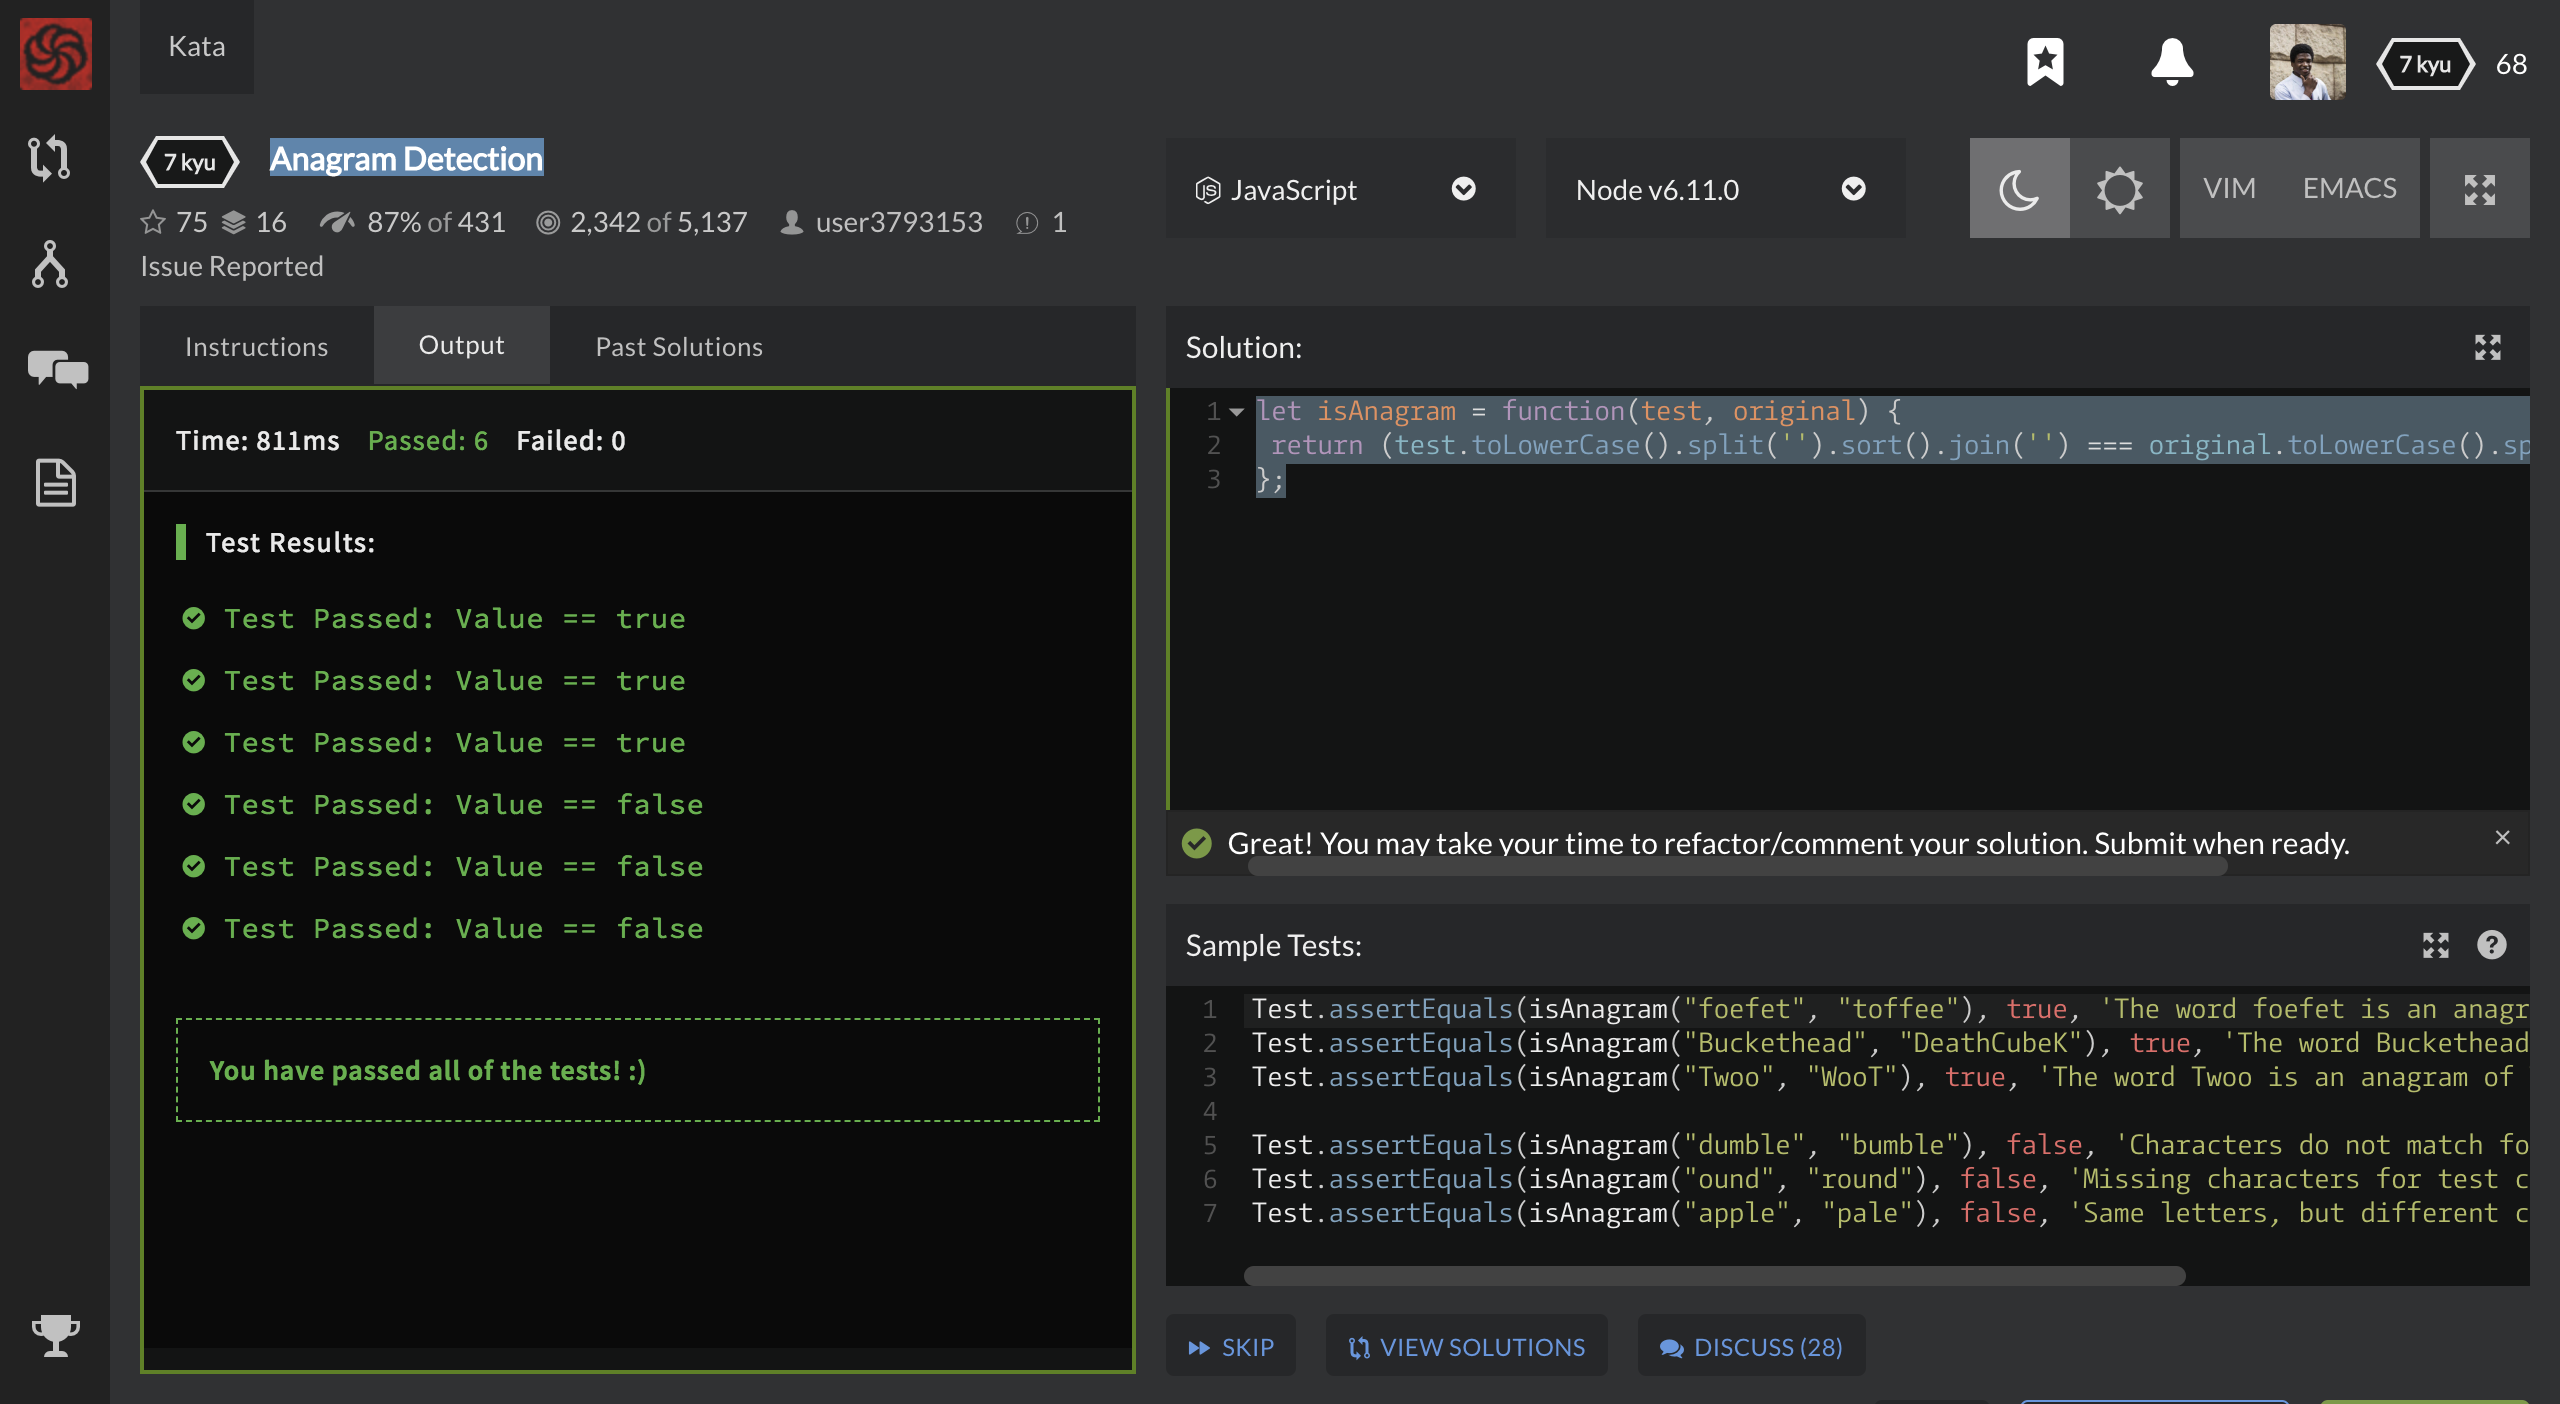 Kata
7 kyu
68
7 kyu
Anagram Detection
75 16 87% of 431 2,342 of 5,137 user3793153 1
Issue Reported
JavaScript
Node v6.11.0
VIM
EMACS
Instructions
Output
Past Solutions
Time: 811ms Passed: 6 Failed: 0
Test Results:
Test Passed: Value == true
Test Passed: Value == true
Test Passed: Value == true
Test Passed: Value == false
Test Passed: Value == false
Test Passed: Value == false
You have passed all of the tests! :)
Solution:
1 let isAnagram = function(test, original) {
2 return (test.toLowerCase().split('').sort().join('') === original.toLowerCase().sp
3 };
Great! You may take your time to refactor/comment your solution. Submit when ready.
Sample Tests:
1 Test.assertEquals(isAnagram("foefet", "toffee"), true, 'The word foefet is an anagr
2 Test.assertEquals(isAnagram("Buckethead", "DeathCubeK"), true, 'The word Buckethead
3 Test.assertEquals(isAnagram("Twoo", "WooT"), true, 'The word Twoo is an anagram of
4
5 Test.assertEquals(isAnagram("dumble", "bumble"), false, 'Characters do not match fo
6 Test.assertEquals(isAnagram("ound", "round"), false, 'Missing characters for test c
7 Test.assertEquals(isAnagram("apple", "pale"), false, 'Same letters, but different c
SKIP
VIEW SOLUTIONS
DISCUSS (28)